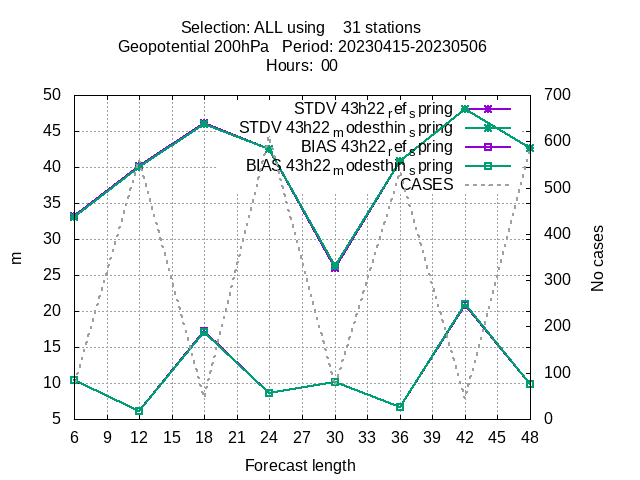 Selection: ALL using    31 stations
Geopotential 200hPa   Period: 20230415-20230506
Hours:  00
STDV 43h22_ref_spring
STDV 43h22_modesthin_spring
BIAS 43h22_ref_spring
BIAS 43h22_modesthin_spring
CASES
50
45
40
35
30
25
20
15
10
5
m
700
600
500
400
300
200
100
0
No cases
6 9 12 15 18 21 24 27 30 33 36 39 42 45 48
Forecast length